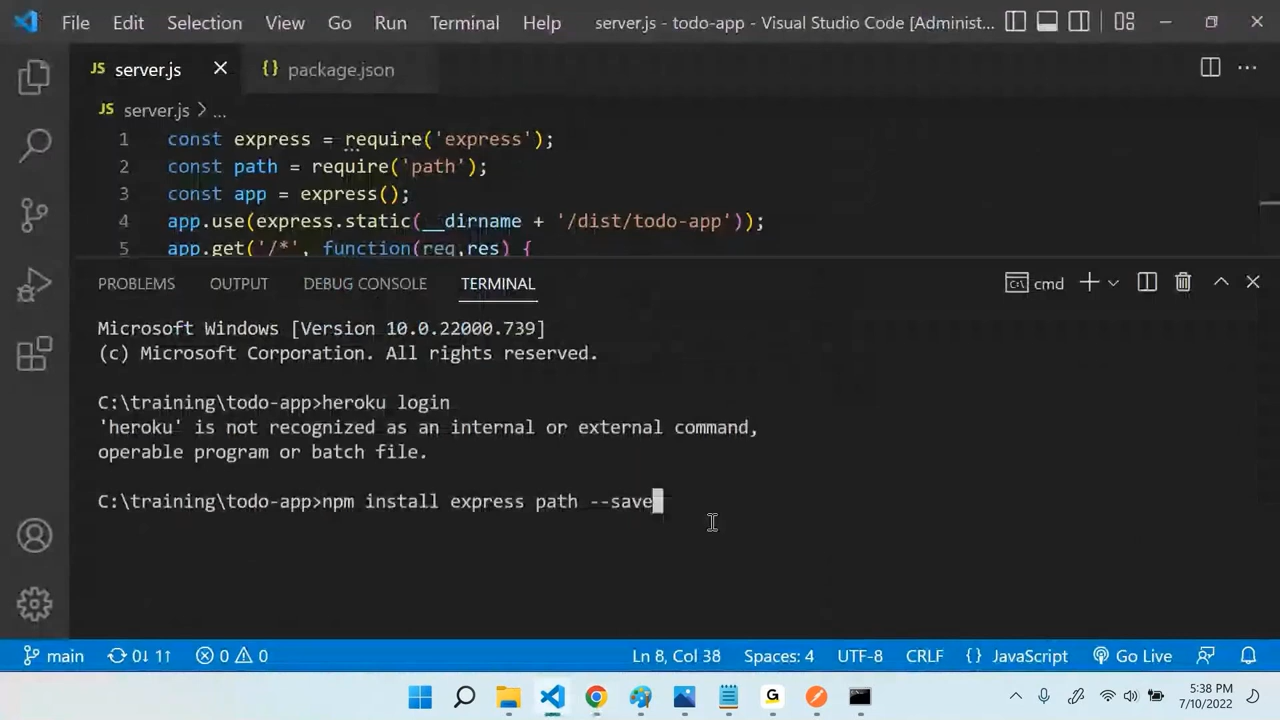 File Edit Selection View Go Run Terminal Help server.js - todo-app - Visual Studio Code [Administ...
JS server.js {} package.json
JS server.js > ...
1 const express = require('express');
2 const path = require('path');
3 const app = express();
4 app.use(express.static(__dirname + '/dist/todo-app'));
5 app.get('/*', function(req,res) {
PROBLEMS OUTPUT DEBUG CONSOLE TERMINAL cmd
Microsoft Windows [Version 10.0.22000.739]
(c) Microsoft Corporation. All rights reserved.
C:\training\todo-app>heroku login
'heroku' is not recognized as an internal or external command,
operable program or batch file.
C:\training\todo-app>npm install express path --save
main 0↓ 1↑ 0 0 Ln 8, Col 38 Spaces: 4 UTF-8 CRLF {} JavaScript Go Live
5:38 PM
7/10/2022